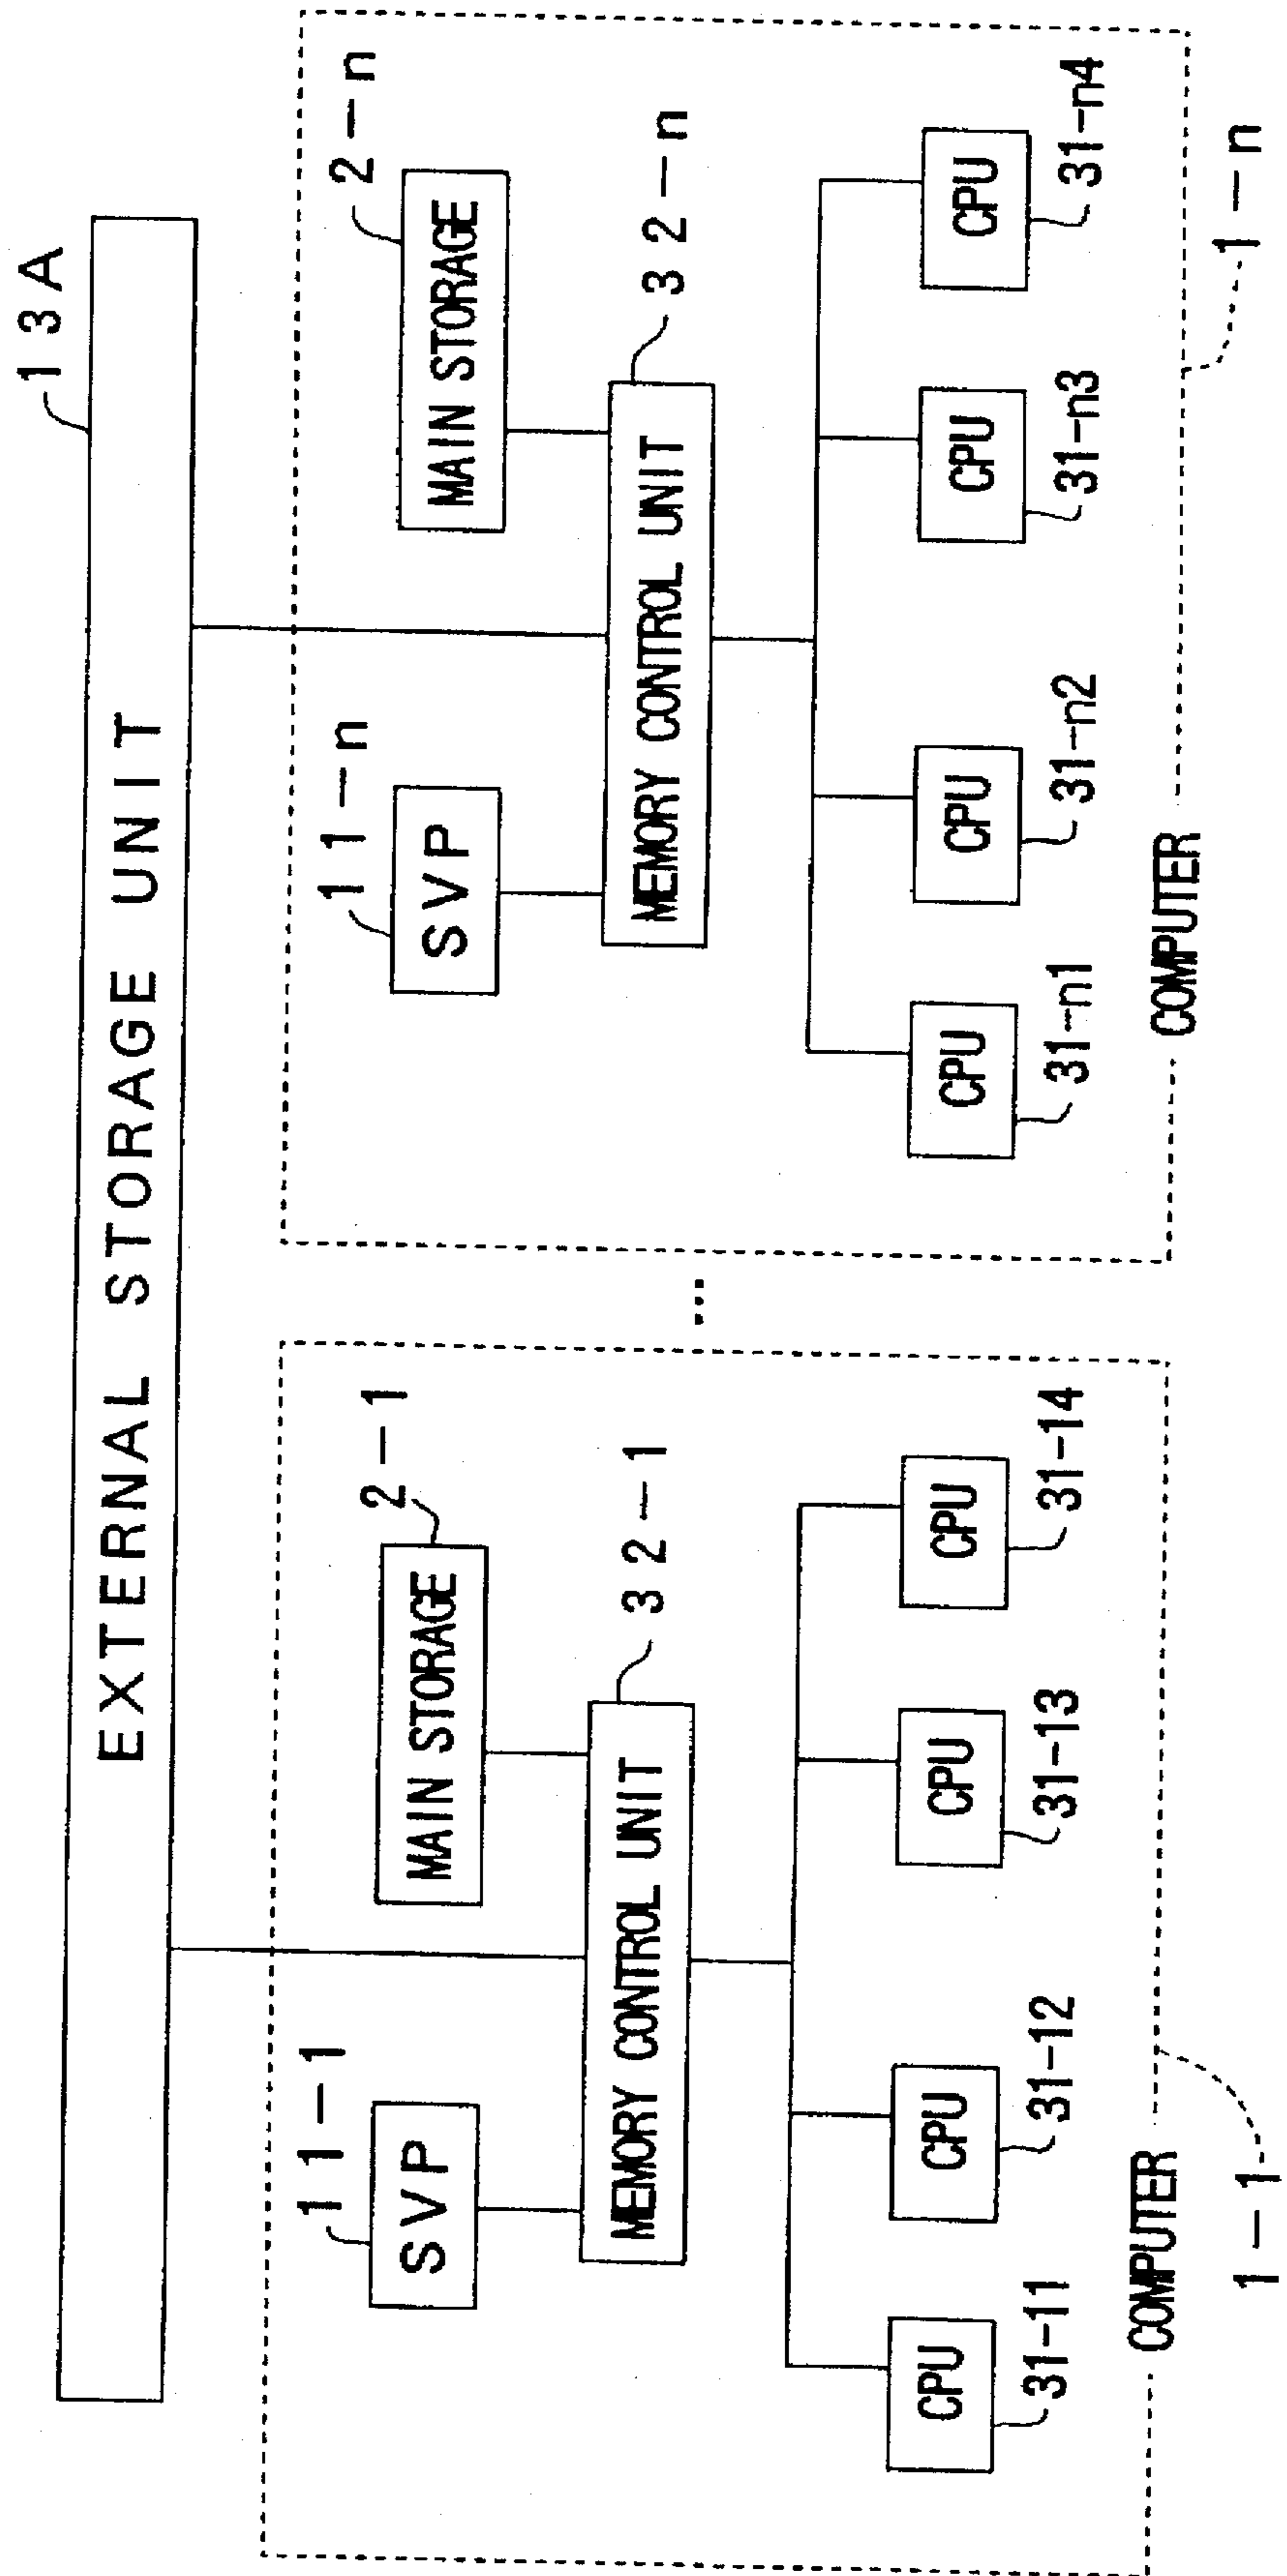 13A
EXTERNAL STORAGE UNIT
11-1
2-1
11-n
2-n
SVP
MAIN STORAGE
SVP
MAIN STORAGE
32-1
32-n
MEMORY CONTROL UNIT
...
MEMORY CONTROL UNIT
CPU
CPU
CPU
CPU
CPU
CPU
CPU
CPU
31-11
31-12
31-13
31-14
31-n1
31-n2
31-n3
31-n4
COMPUTER
COMPUTER
1-1
1-n